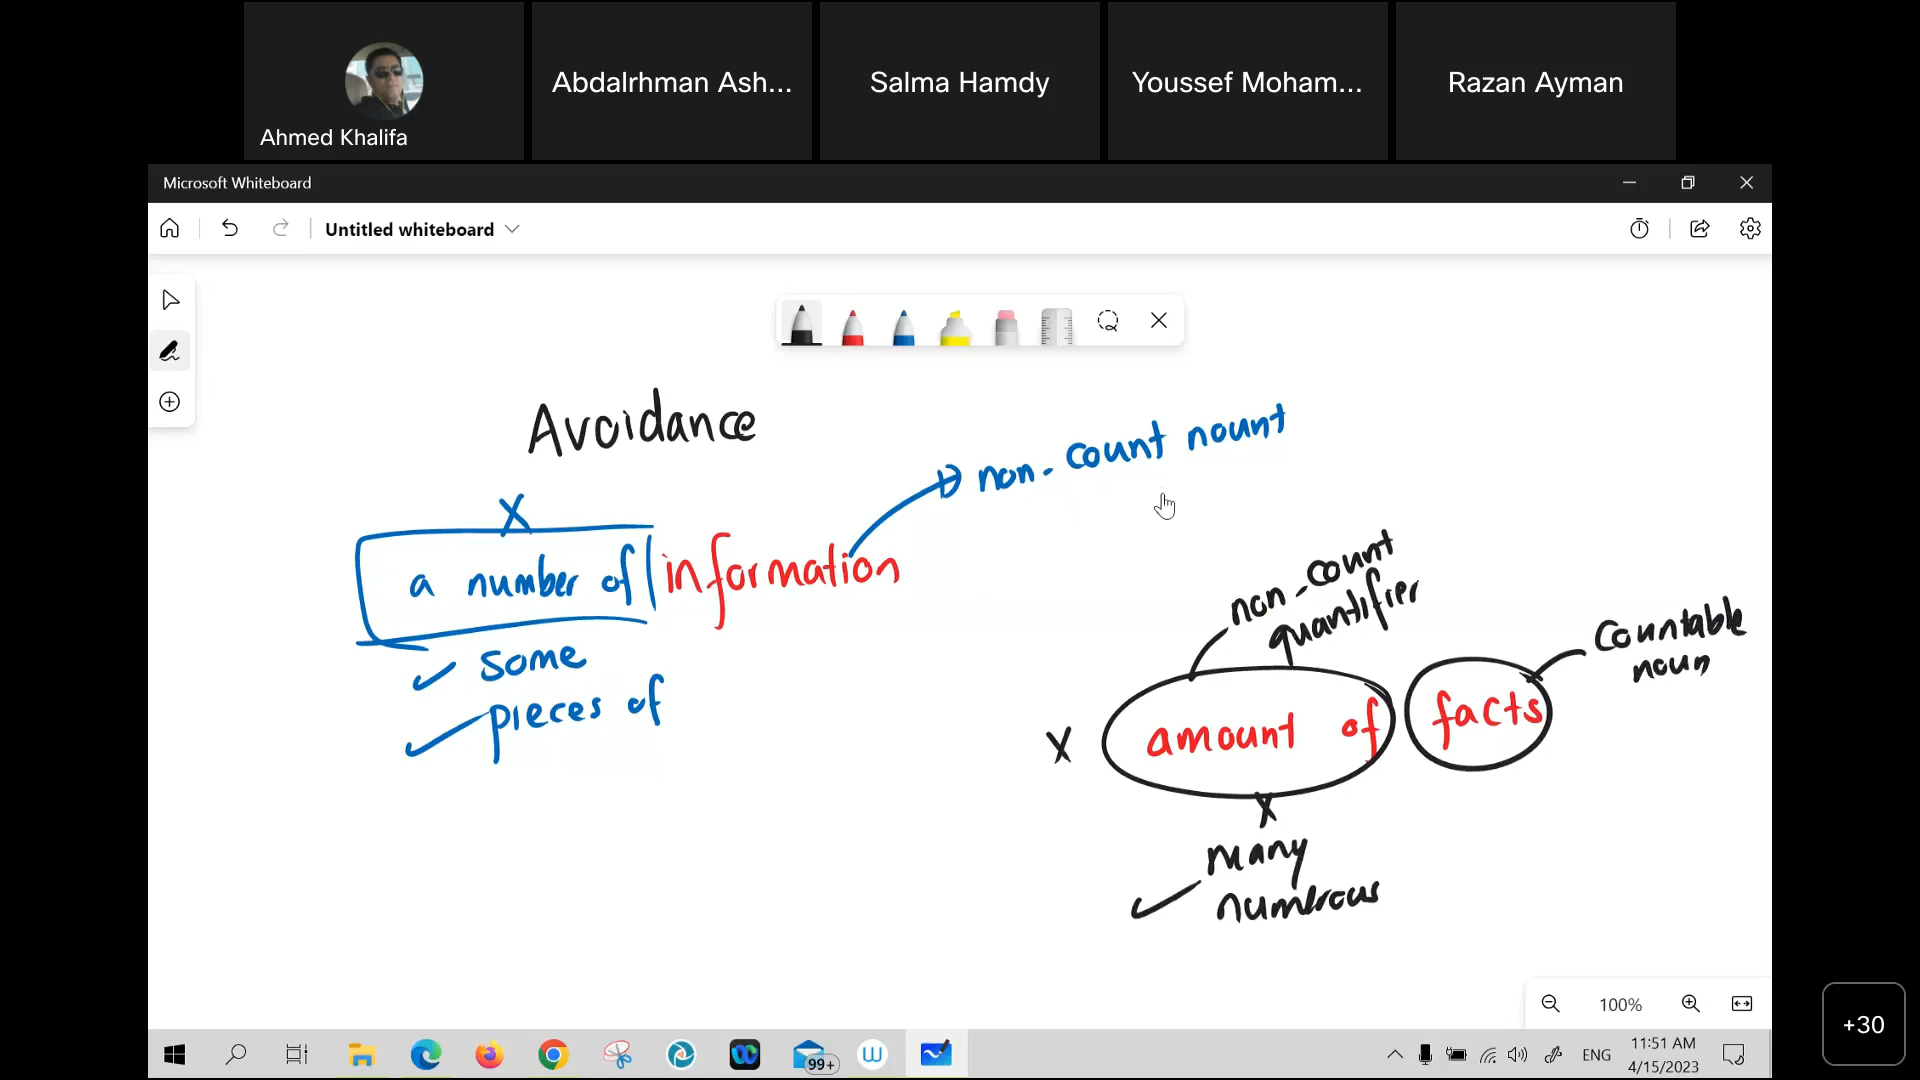 Abdalrhman Ash...
Salma Hamdy
Youssef Moham...
Razan Ayman
Ahmed Khalifa
Microsoft Whiteboard
Untitled whiteboard
Avoidance
non-count nount
X
a number of information
some
pieces of
non-count
quantifier
countable
noun
X
amount of facts
X
many
numerous
100%
+30
99+
ENG
11:51 AM
4/15/2023